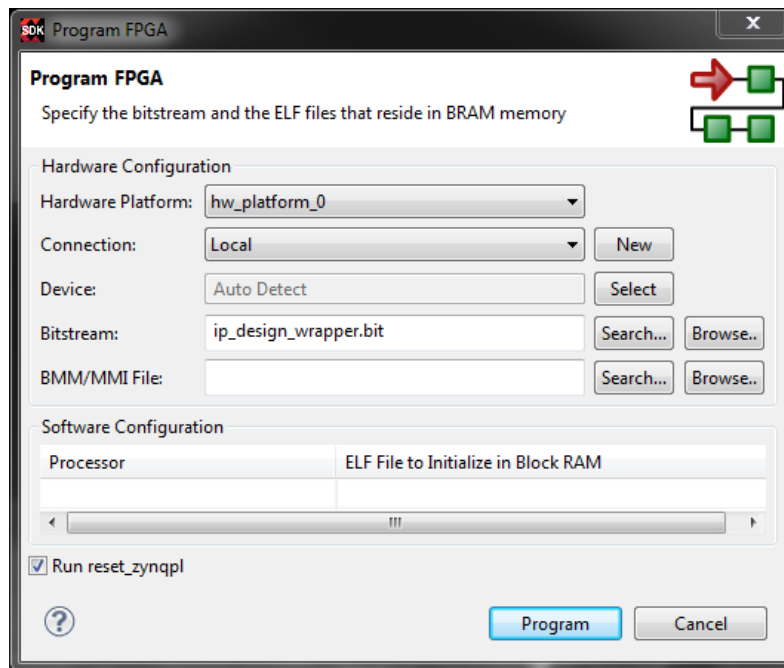 SDK Program FPGA
Program FPGA
Specify the bitstream and the ELF files that reside in BRAM memory
Hardware Configuration
Hardware Platform: hw_platform_0
Connection: Local New
Device: Auto Detect Select
Bitstream: ip_design_wrapper.bit Search... Browse..
BMM/MMI File: Search... Browse..
Software Configuration
Processor ELF File to Initialize in Block RAM
Run reset_zynqpl
? Program Cancel